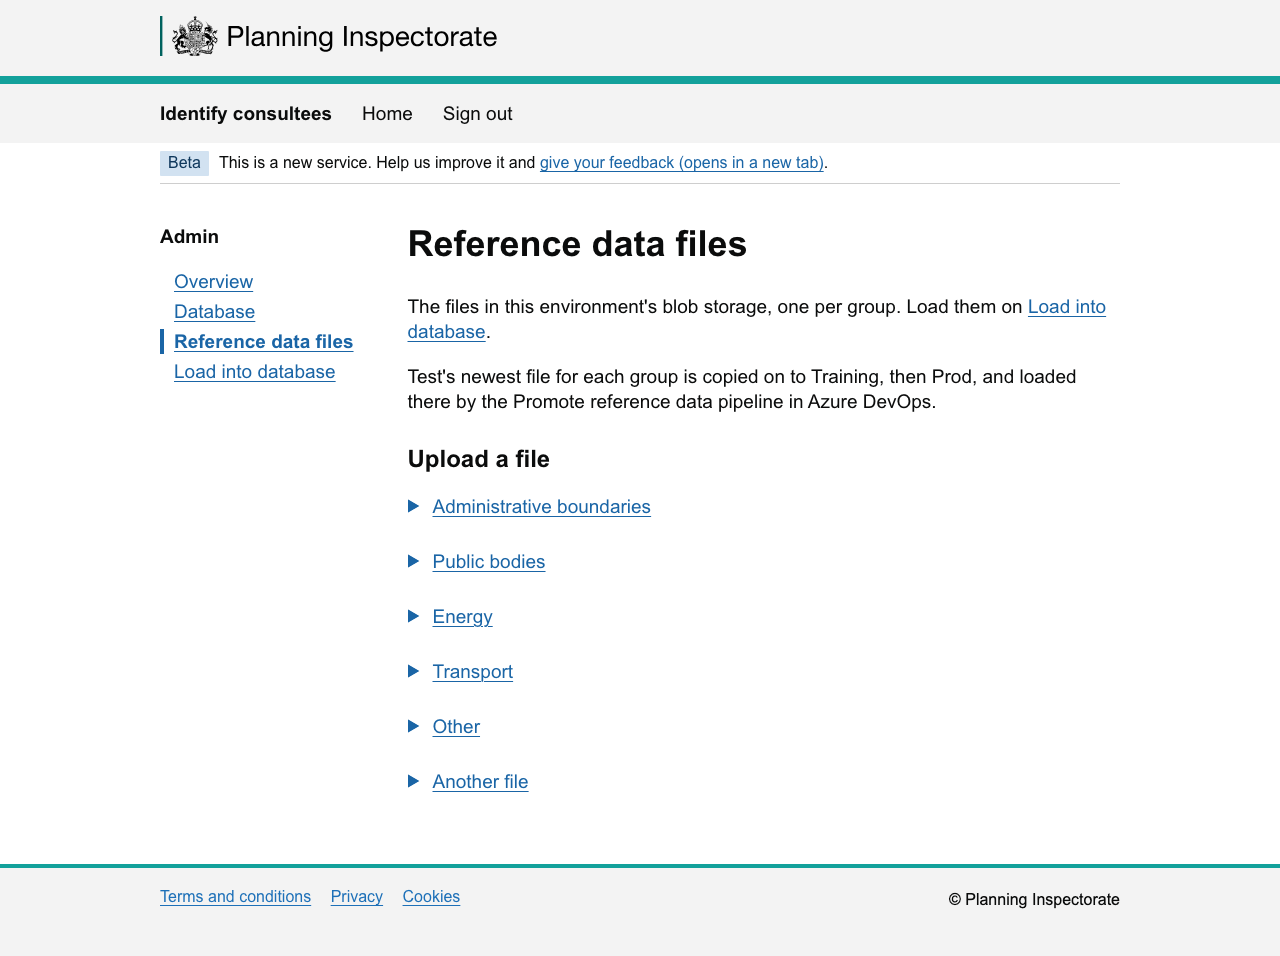 Planning Inspectorate
Identify consultees Home Sign out
Beta This is a new service. Help us improve it and give your feedback (opens in a new tab).
Admin
Overview
Database
Reference data files
Load into database
Reference data files
The files in this environment's blob storage, one per group. Load them on Load into
database.
Test's newest file for each group is copied on to Training, then Prod, and loaded
there by the Promote reference data pipeline in Azure DevOps.
Upload a file
Administrative boundaries
Public bodies
Energy
Transport
Other
Another file
Terms and conditions Privacy Cookies
© Planning Inspectorate